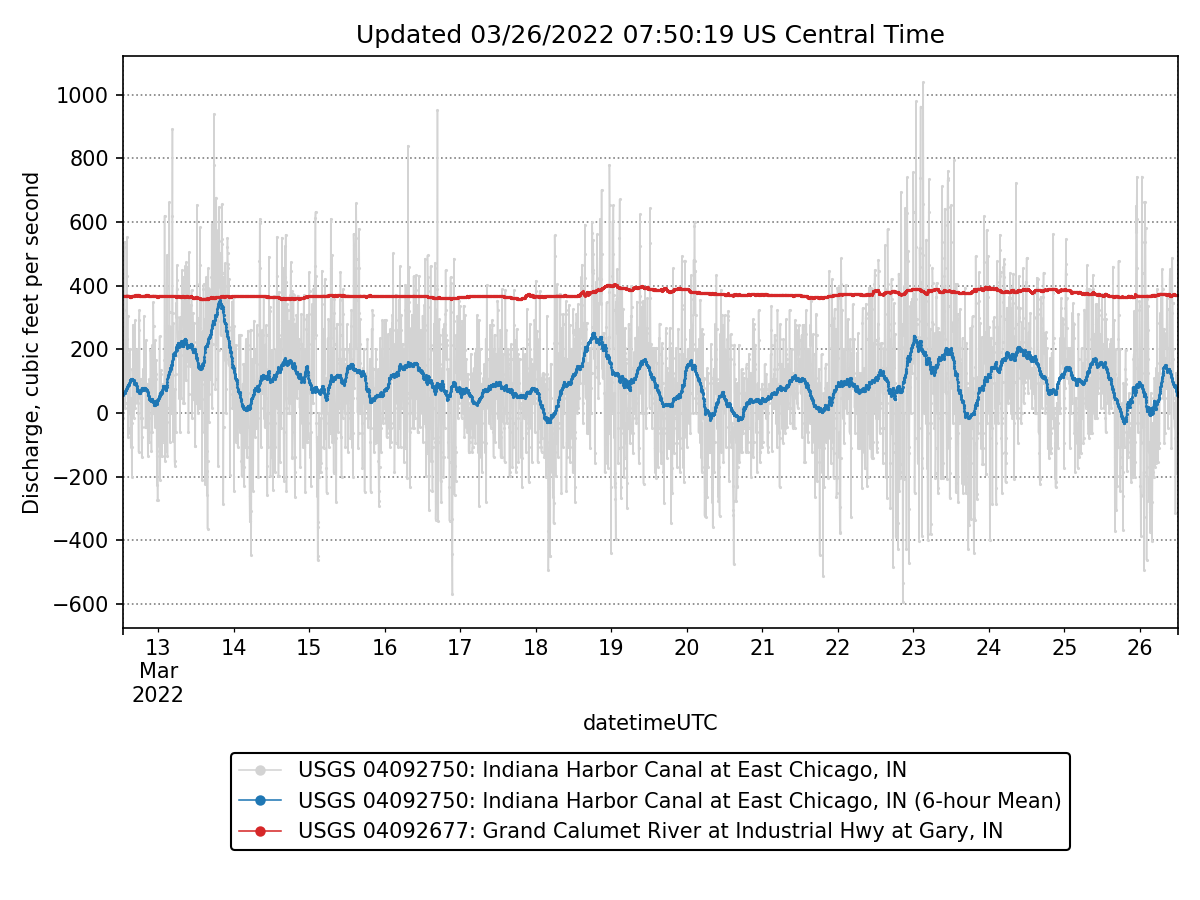 Updated 03/26/2022 07:50:19 US Central Time
Discharge, cubic feet per second
1000
800
600
400
200
0
−200
−400
−600
13 14 15 16 17 18 19 20 21 22 23 24 25 26
Mar
2022
datetimeUTC
USGS 04092750: Indiana Harbor Canal at East Chicago, IN
USGS 04092750: Indiana Harbor Canal at East Chicago, IN (6-hour Mean)
USGS 04092677: Grand Calumet River at Industrial Hwy at Gary, IN